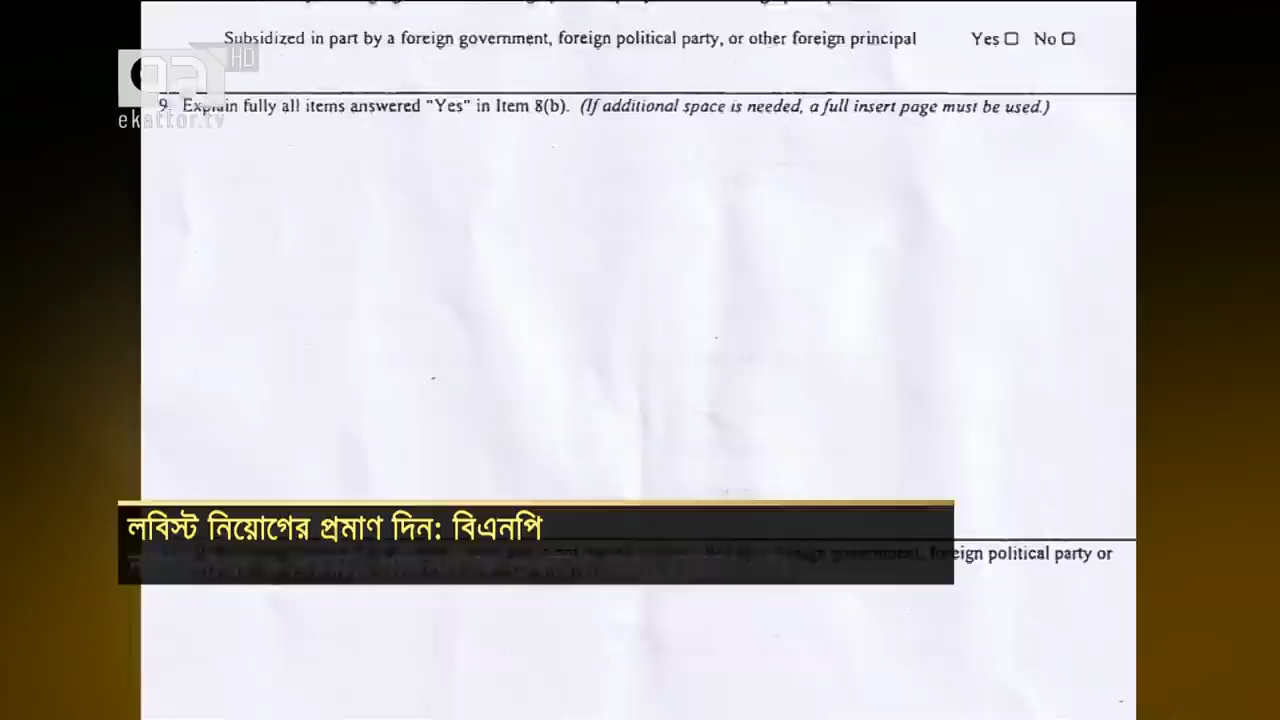 Subsidized in part by a foreign government, foreign political party, or other foreign principal Yes ☐ No ☐
HD
9. Explain fully all items answered "Yes" in Item 8(b). (If additional space is needed, a full insert page must be used.)
ekattor.tv
লবিস্ট নিয়োগের প্রমাণ দিন: বিএনপি
foreign political party or